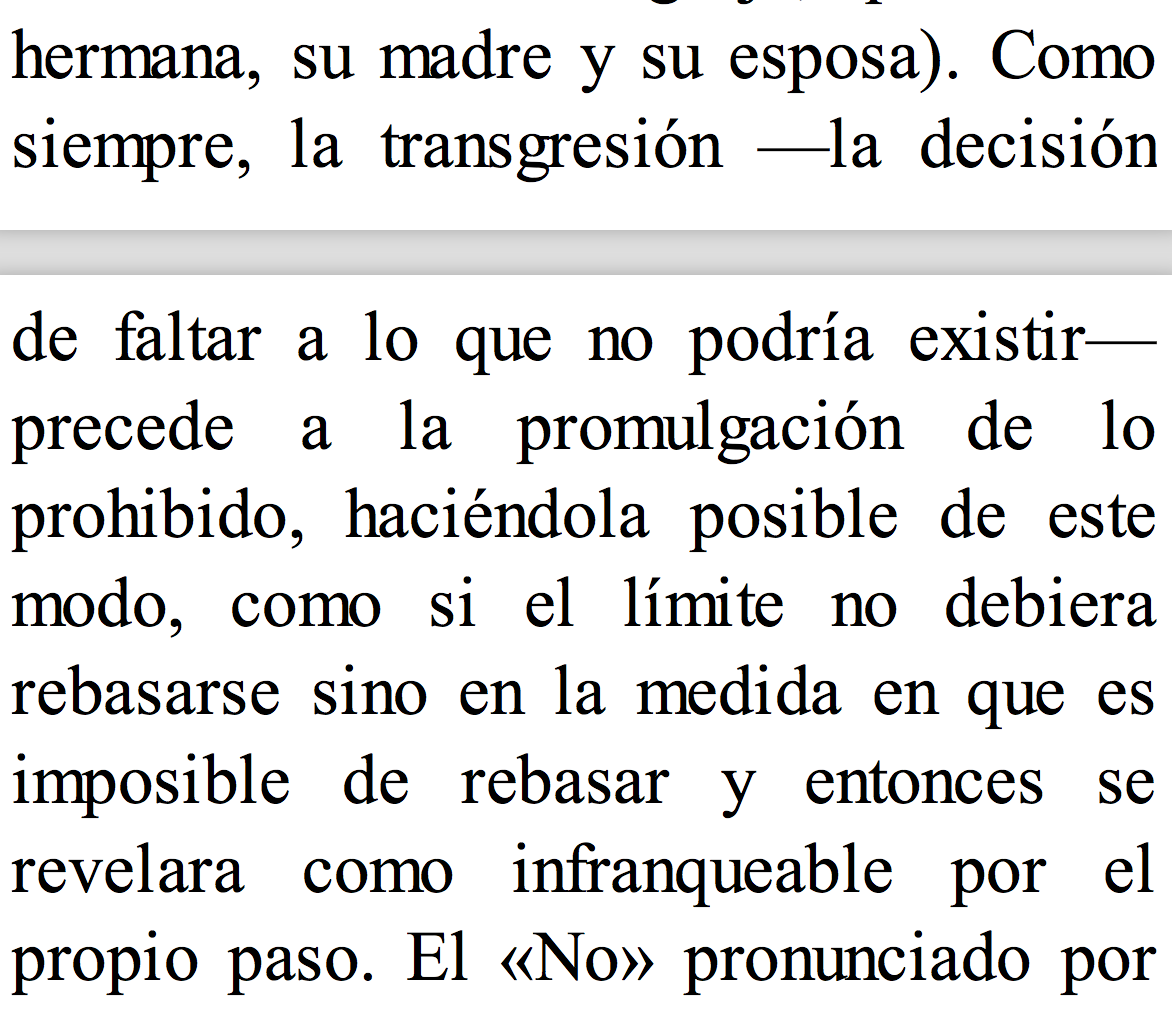 hermana, su madre y su esposa). Como
siempre, la transgresión —la decisión
de faltar a lo que no podría existir—
precede a la promulgación de lo
prohibido, haciéndola posible de este
modo, como si el límite no debiera
rebasarse sino en la medida en que es
imposible de rebasar y entonces se
revelara como infranqueable por el
propio paso. El «No» pronunciado por